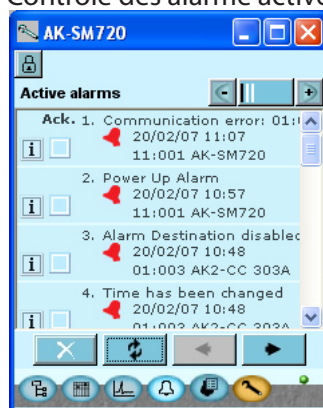 Contrôle des alarme active
AK-SM720
Active alarms
Ack. 1. Communication error: 01:
20/02/07 11:07
11:001 AK-SM720
2. Power Up Alarm
20/02/07 10:57
11:001 AK-SM720
3. Alarm Destination disabled
20/02/07 10:48
01:003 AK2-CC 303A
4. Time has been changed
20/02/07 10:48
01:003 AK2-CC 303A